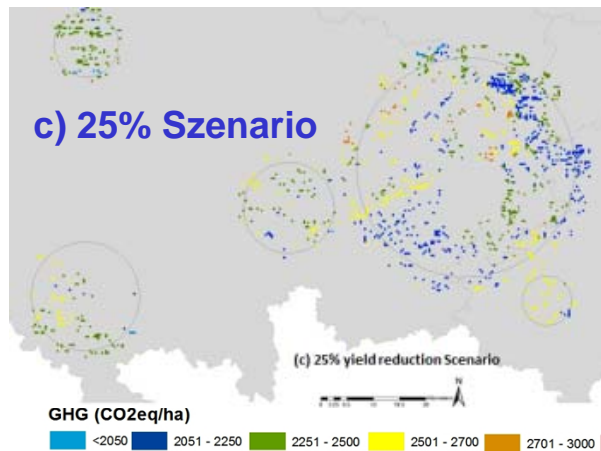 c) 25% Szenario
(c) 25% yield reduction Scenario
N
GHG (CO2eq/ha)
<2050 2051 - 2250 2251 - 2500 2501 - 2700 2701 - 3000